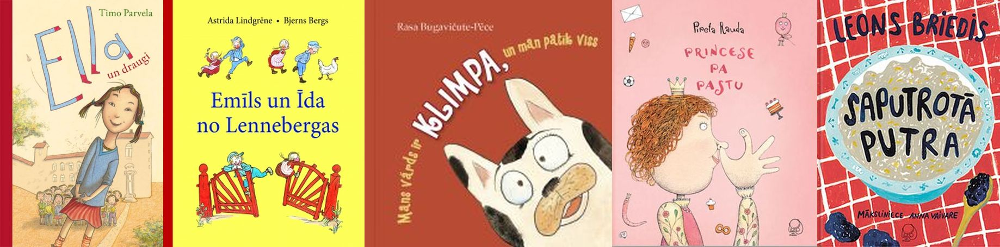 Timo Parvela
Ella
un draugi
Astrida Lindgrēne • Bjerns Bergs
Emīls un Īda
no Lennebergas
Rasa Bugavičute-Pēce
Mans vārds ir KLIMPA, un man patīk viss
Pireta Rauda
PRINCESE
PA
PASTU
LEONS BRIEDIS
SAPUTROTĀ
PUTRA
MĀKSLINIECE ANNA VAIVARE